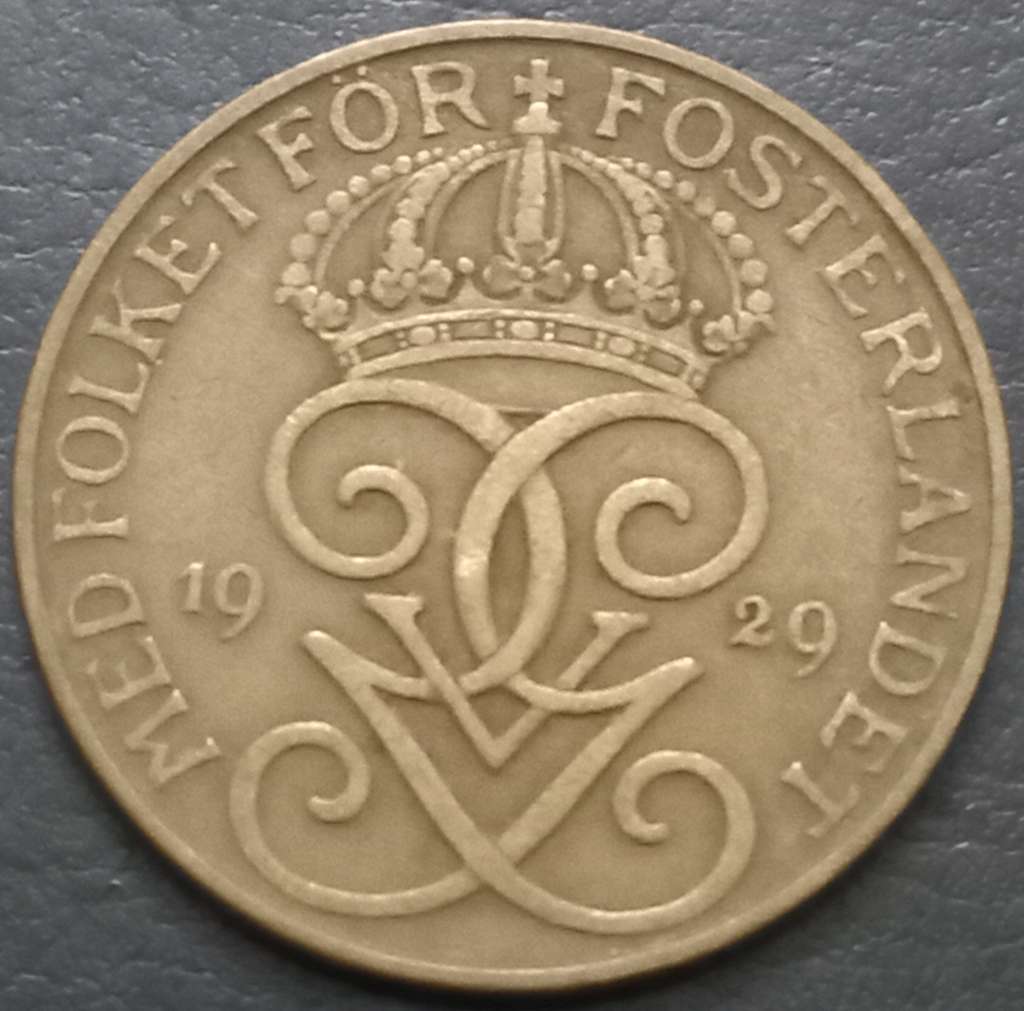 MED FOLKET FÖR FOSTERLANDET
19 29
V